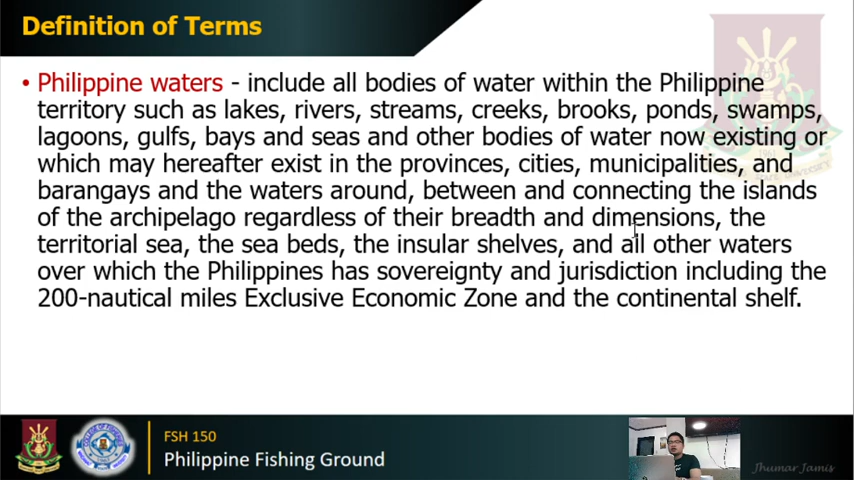 Definition of Terms
• Philippine waters - include all bodies of water within the Philippine
territory such as lakes, rivers, streams, creeks, brooks, ponds, swamps,
lagoons, gulfs, bays and seas and other bodies of water now existing or
which may hereafter exist in the provinces, cities, municipalities, and
barangays and the waters around, between and connecting the islands
of the archipelago regardless of their breadth and dimensions, the
territorial sea, the sea beds, the insular shelves, and all other waters
over which the Philippines has sovereignty and jurisdiction including the
200-nautical miles Exclusive Economic Zone and the continental shelf.
FSH 150
Philippine Fishing Ground
Jhumar Jamis